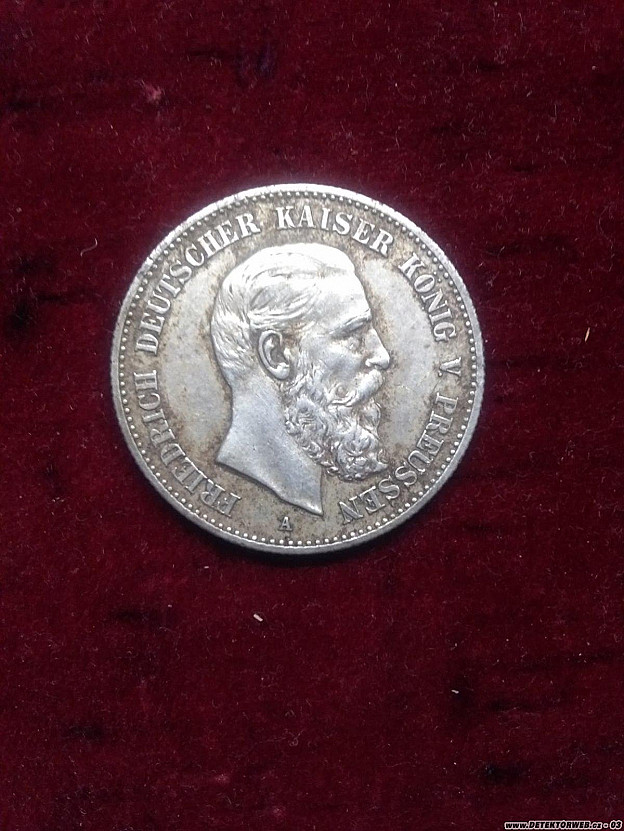 FRIEDRICH DEUTSCHER KAISER KÖNIG V. PREUSSEN
A
www.DETEKTORWEB.cz - 03